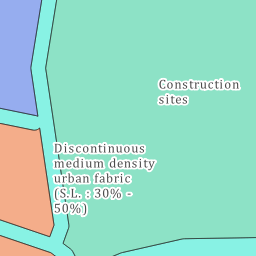 Construction
sites
Discontinuous
medium density
urban fabric
(S.L. : 30% -
50%)